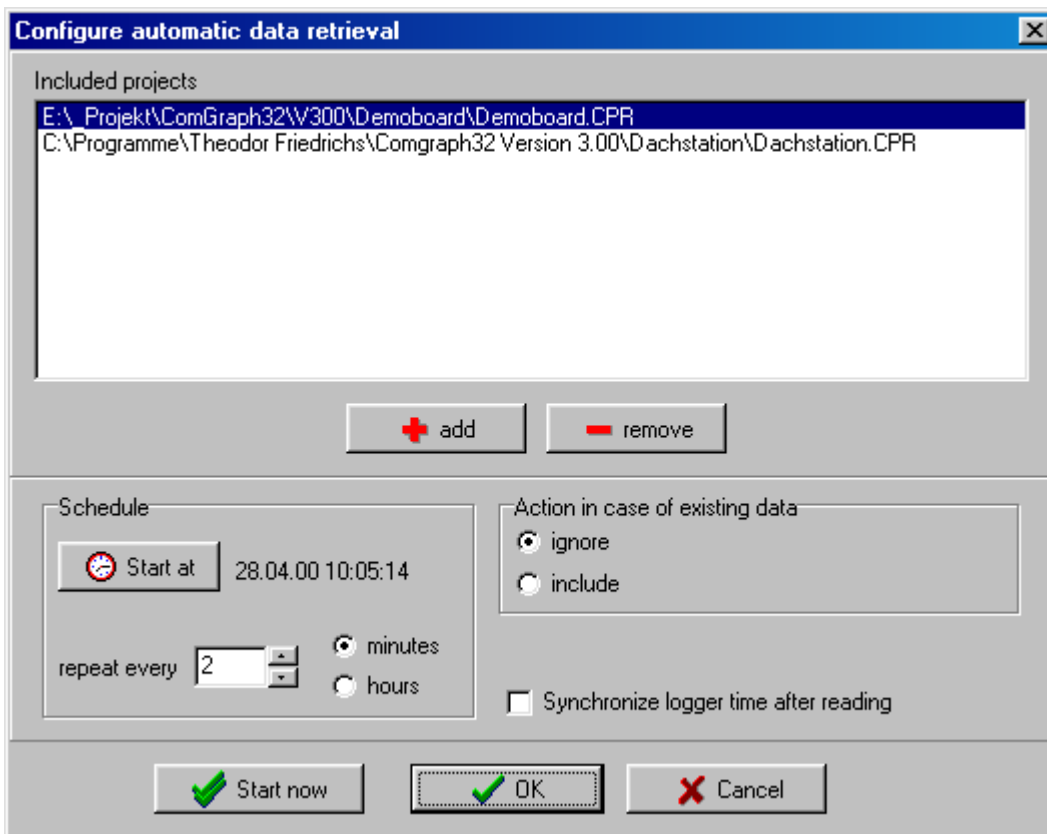 Configure automatic data retrieval
Included projects
E:\_Projekt\ComGraph32\V300\Demoboard\Demoboard.CPR
C:\Programme\Theodor Friedrichs\Comgraph32 Version 3.00\Dachstation\Dachstation.CPR
add
remove
Schedule
Start at
28.04.00 10:05:14
repeat every
2
minutes
hours
Action in case of existing data
ignore
include
Synchronize logger time after reading
Start now
OK
Cancel